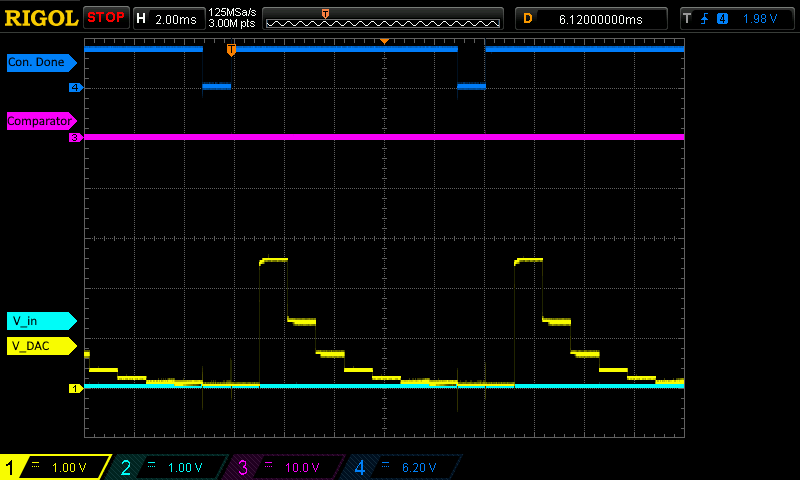 RIGOL STOP H 2.00ms 125MSa/s 3.00M pts T D 6.12000000ms T 4 1.98 V
T
Con. Done
4
Comparator
3
V_in
V_DAC
1
1 = 1.00 V 2 = 1.00 V 3 = 10.0 V 4 = 6.20 V